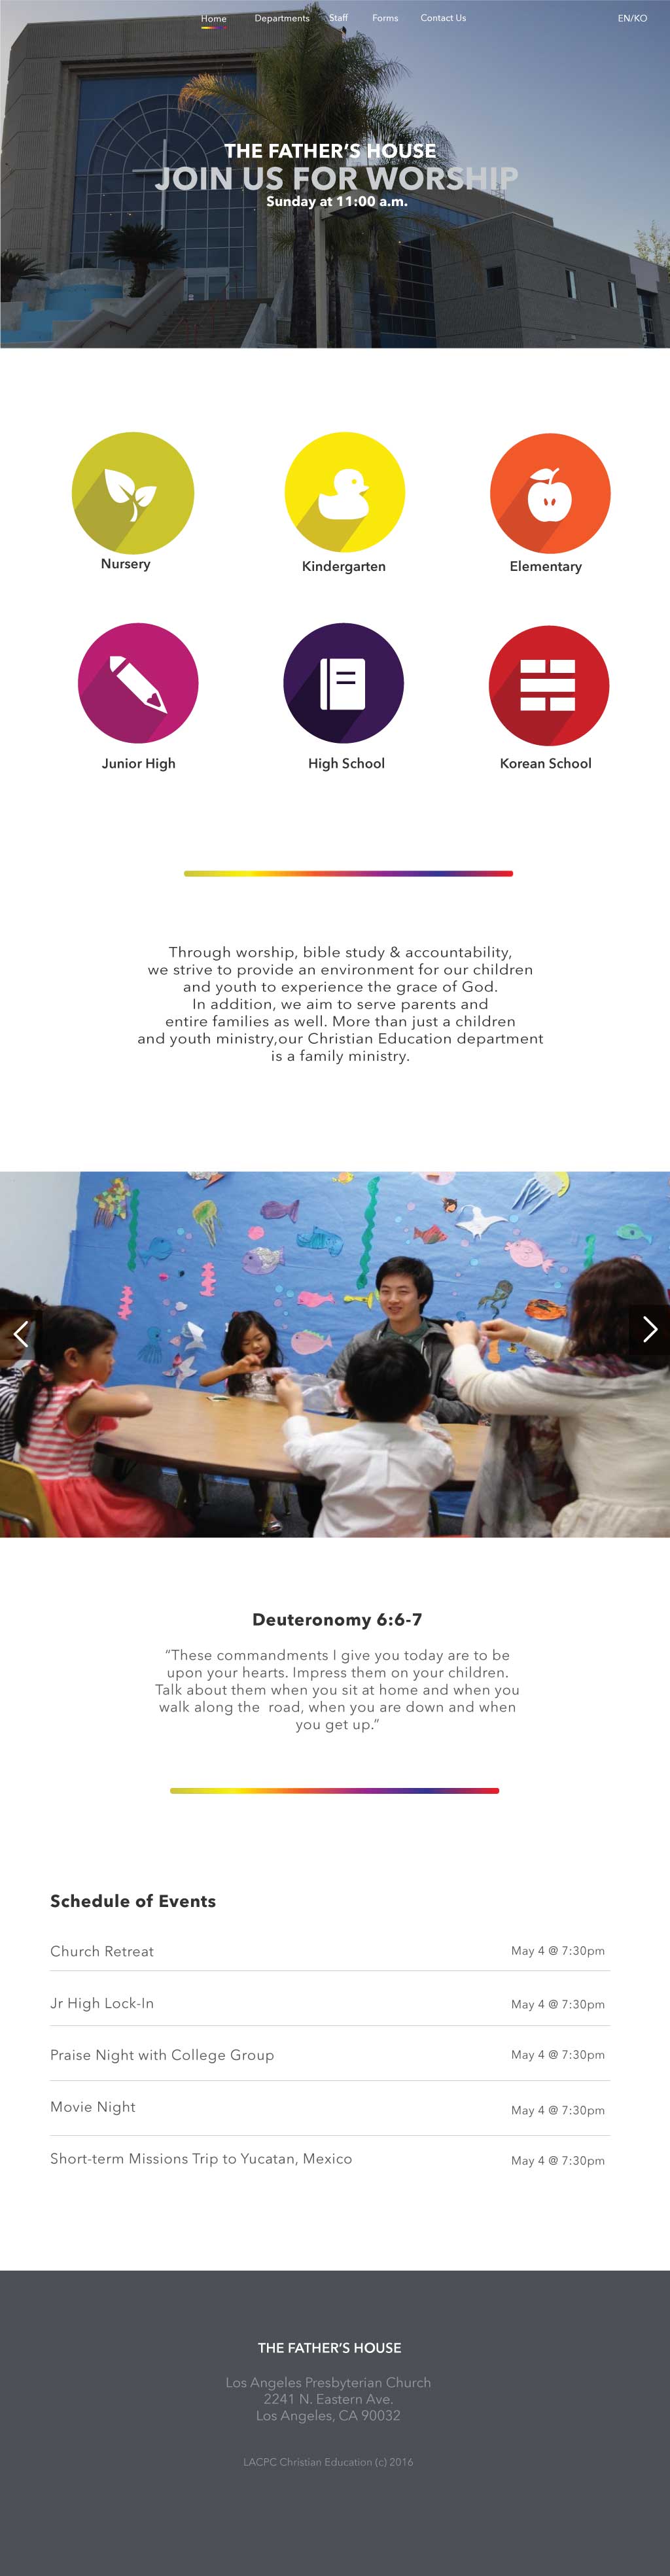 Home Departments Staff Forms Contact Us EN/KO
THE FATHER'S HOUSE
JOIN US FOR WORSHIP
Sunday at 11:00 a.m.
Nursery Kindergarten Elementary
Junior High High School Korean School
Through worship, bible study & accountability,
we strive to provide an environment for our children
and youth to experience the grace of God.
In addition, we aim to serve parents and
entire families as well. More than just a children
and youth ministry,our Christian Education department
is a family ministry.
Deuteronomy 6:6-7
“These commandments I give you today are to be
upon your hearts. Impress them on your children.
Talk about them when you sit at home and when you
walk along the  road, when you are down and when
you get up.”
Schedule of Events
Church Retreat May 4 @ 7:30pm
Jr High Lock-In May 4 @ 7:30pm
Praise Night with College Group May 4 @ 7:30pm
Movie Night May 4 @ 7:30pm
Short-term Missions Trip to Yucatan, Mexico May 4 @ 7:30pm
THE FATHER'S HOUSE
Los Angeles Presbyterian Church
2241 N. Eastern Ave.
Los Angeles, CA 90032
LACPC Christian Education (c) 2016